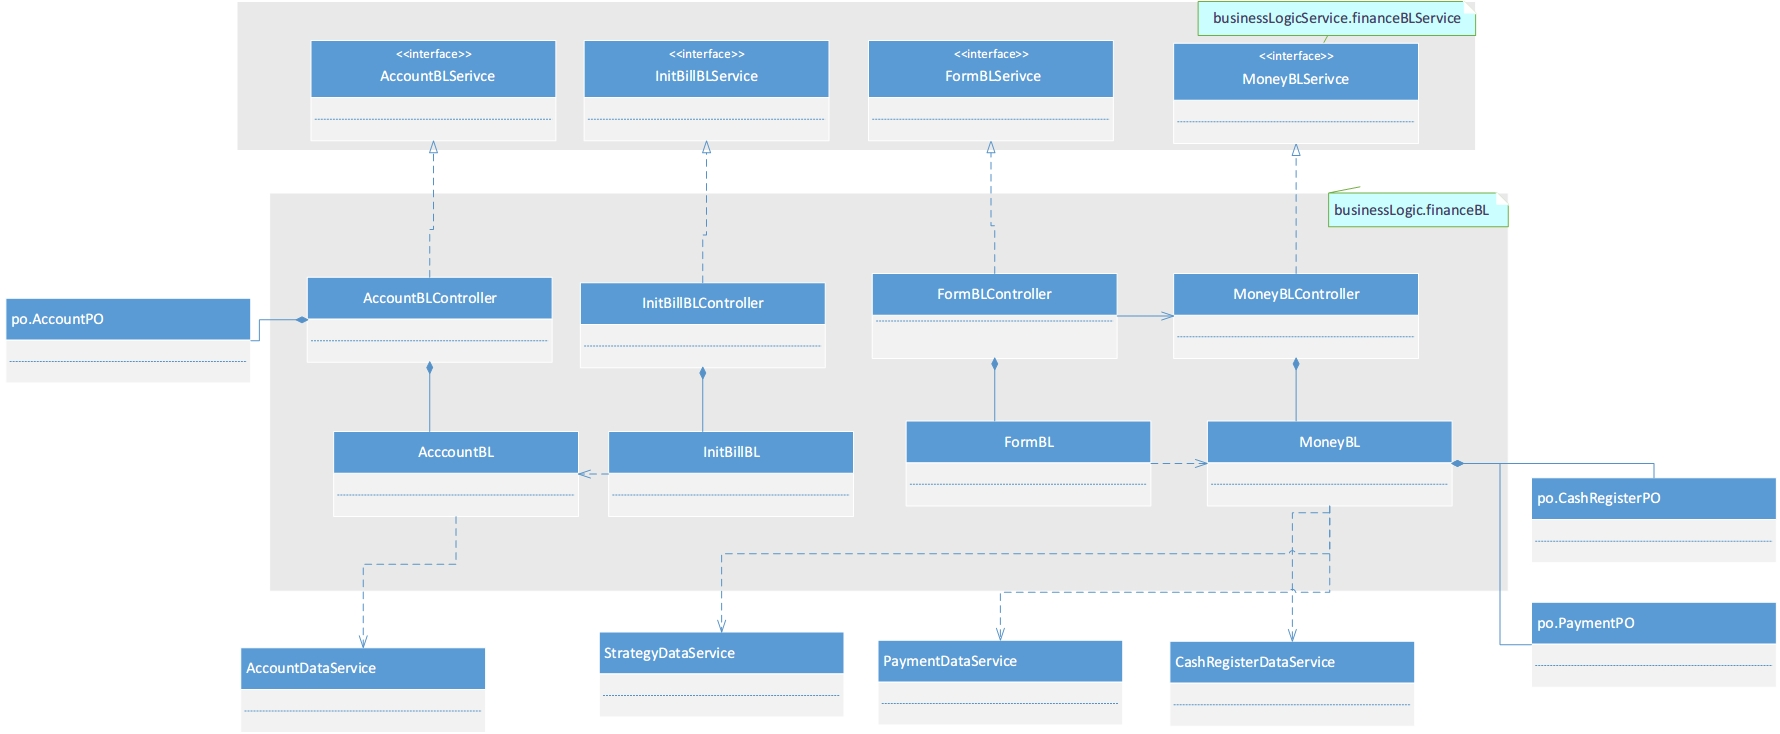 businessLogicService.financeBLService
<<interface>>
AccountBLSerivce
<<interface>>
InitBillBLService
<<interface>>
FormBLSerivce
<<interface>>
MoneyBLSerivce
businessLogic.financeBL
po.AccountPO
AccountBLController
InitBillBLController
FormBLController
MoneyBLController
AcccountBL
InitBillBL
FormBL
MoneyBL
po.CashRegisterPO
po.PaymentPO
AccountDataService
StrategyDataService
PaymentDataService
CashRegisterDataService